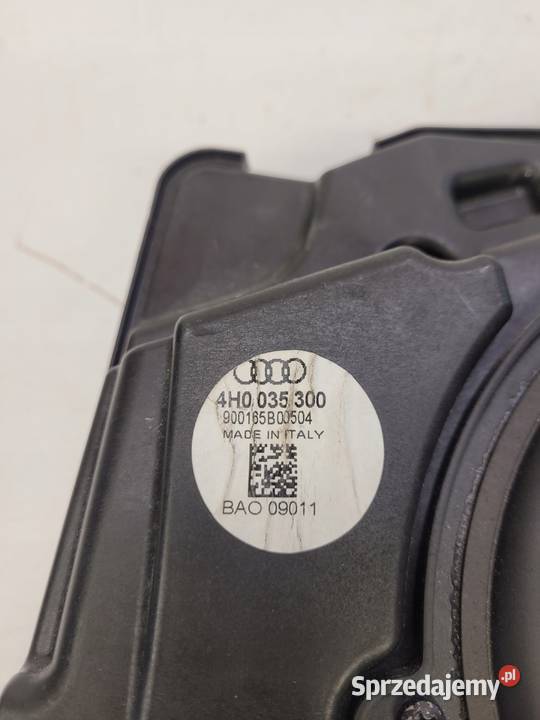 4H0 035 300
900165B00504
MADE IN ITALY
BAO 09011
Sprzedajemy.pl